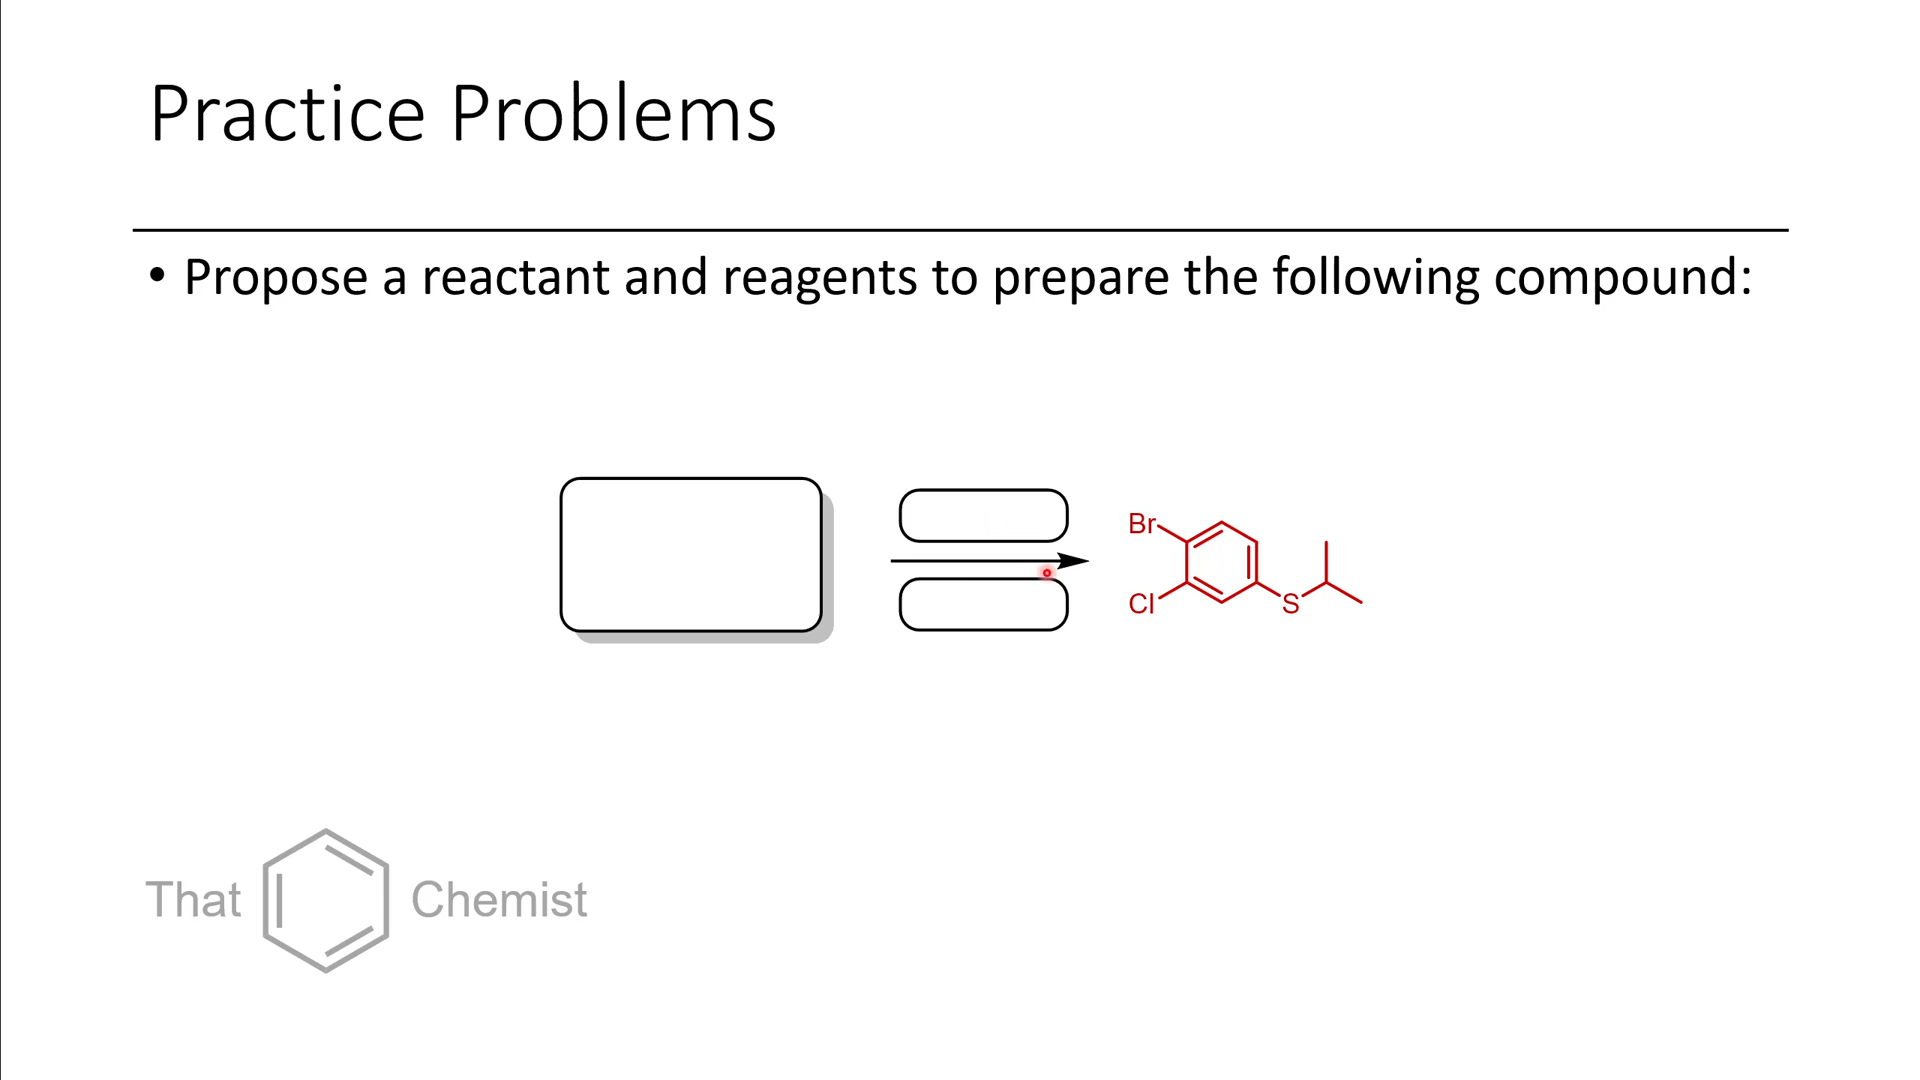 Practice Problems
• Propose a reactant and reagents to prepare the following compound:
Br
Cl
S
That Chemist